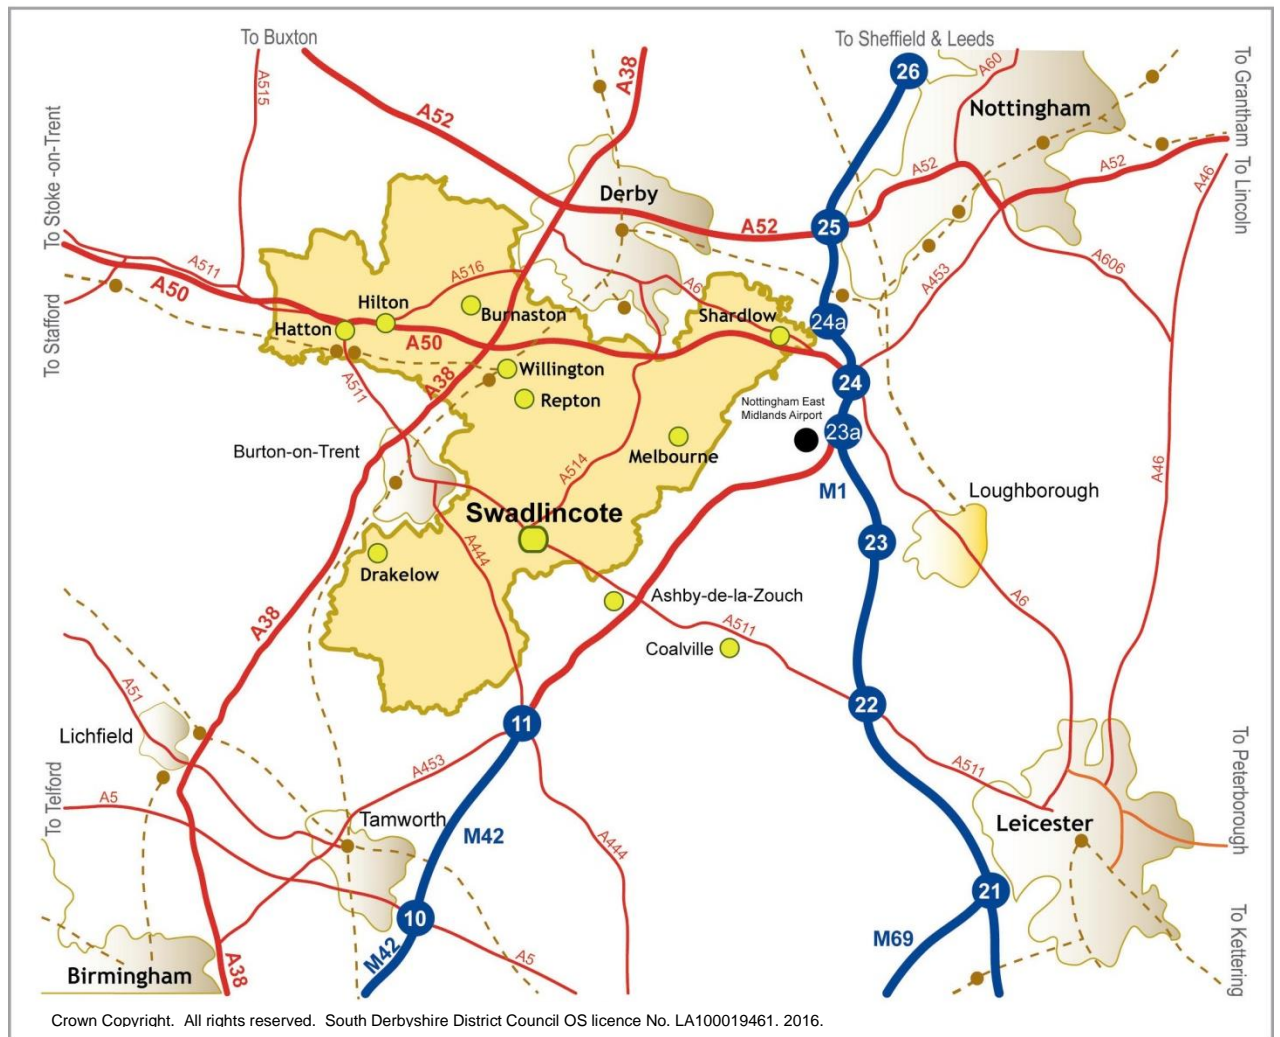 To Buxton
To Sheffield & Leeds
A38
A515
A52
26
A60
Nottingham
To Grantham
To Lincoln
To Stoke -on-Trent
To Stafford
Derby
A52
A52
A46
A52
25
A511
A50
A516
A6
A606
A453
Hilton
Burnaston
Shardlow
24a
Hatton
A50
A38
Willington
24
A511
Repton
Nottingham East
Midlands Airport
23a
Burton-on-Trent
Melbourne
A514
M1
A46
Loughborough
Swadlincote
23
A444
Drakelow
A38
Ashby-de-la-Zouch
A6
A511
Coalville
A51
22
11
Lichfield
A453
A511
To Peterborough
To Telford
A5
Tamworth
M42
A444
Leicester
21
10
M42
A5
M69
To Kettering
Birmingham
A38
Crown Copyright. All rights reserved. South Derbyshire District Council OS licence No. LA100019461. 2016.